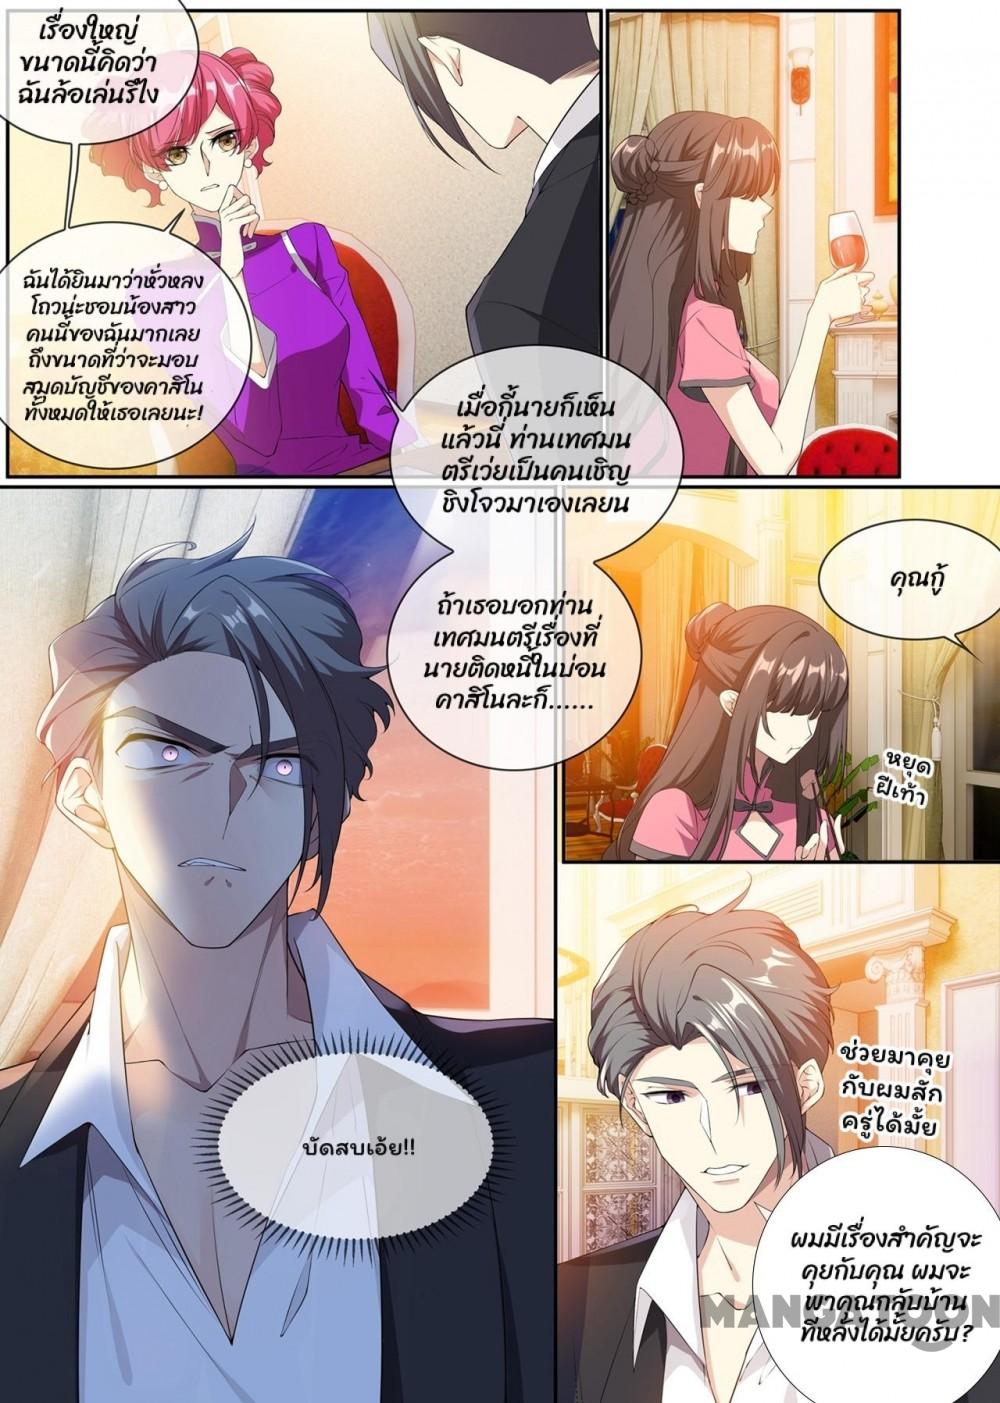 เรื่องใหญ่
ขนาดนี้คิดว่า
ฉันล้อเล่นรึไง
ฉันได้ยินมาว่าหั่วหลง
โถวน่ะชอบน้องสาว
คนนี้ของฉันมากเลย
ถึงขนาดที่ว่าจะมอบ
สมุดบัญชีของคาสิโน
ทั้งหมดให้เธอเลยนะ!
เมื่อกี้นายก็เห็น
แล้วนี่ ท่านเทศมน
ตรีเว่ยเป็นคนเชิญ
ชิงโจวมาเองเลยน
ถ้าเธอบอกท่าน
เทศมนตรีเรื่องที่
นายติดหนี้ในบ่อน
คาสิโนละก็......
คุณกู้
หยุด
ฝีเท้า
บัดสบเอ้ย!!
ช่วยมาคุย
กับผมสัก
ครู่ได้มั้ย
ผมมีเรื่องสำคัญจะ
คุยกับคุณ ผมจะ
พาคุณกลับบ้าน
ทีหลังได้มั้ยครับ?
MANGATOON